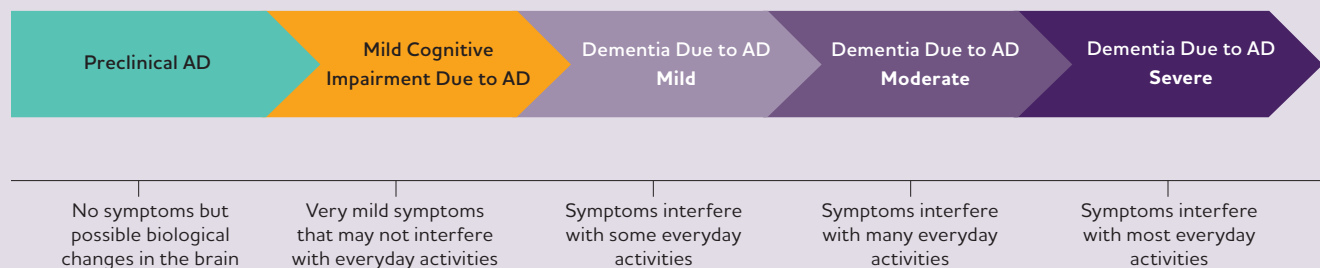 Preclinical AD
Mild Cognitive
Impairment Due to AD
Dementia Due to AD
Mild
Dementia Due to AD
Moderate
Dementia Due to AD
Severe
No symptoms but
possible biological
changes in the brain
Very mild symptoms
that may not interfere
with everyday activities
Symptoms interfere
with some everyday
activities
Symptoms interfere
with many everyday
activities
Symptoms interfere
with most everyday
activities